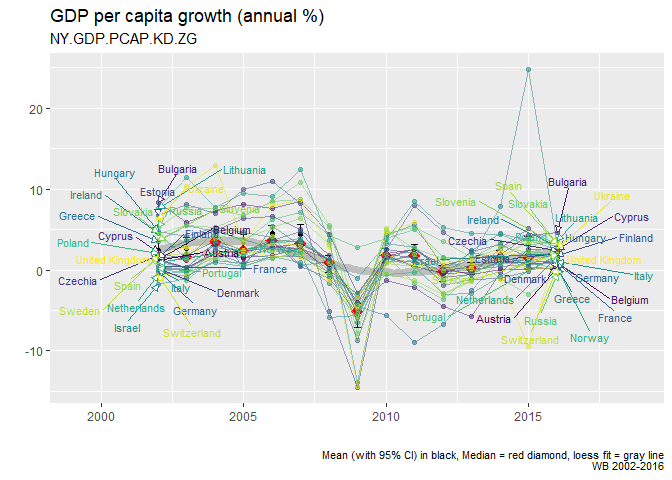 GDP per capita growth (annual %)
NY.GDP.PCAP.KD.ZG
20
10
0
-10
Hungary
Bulgaria
Lithuania
Ireland
Estonia
Ukraine
Greece
Slovakia
Russia
Slovenia
Poland
Cyprus
Finland
Belgium
United Kingdom
Austria
Czechia
Portugal
France
Spain
Italy
Denmark
Sweden
Netherlands
Germany
Israel
Switzerland
Spain
Bulgaria
Slovenia
Slovakia
Ukraine
Ireland
Lithuania
Cyprus
Czechia
Hungary
Finland
Estonia
United Kingdom
Denmark
Germany
Italy
Netherlands
Greece
Belgium
Portugal
Austria
Russia
France
Switzerland
Norway
2000
2005
2010
2015
Mean (with 95% CI) in black, Median = red diamond, loess fit = gray line
WB 2002-2016